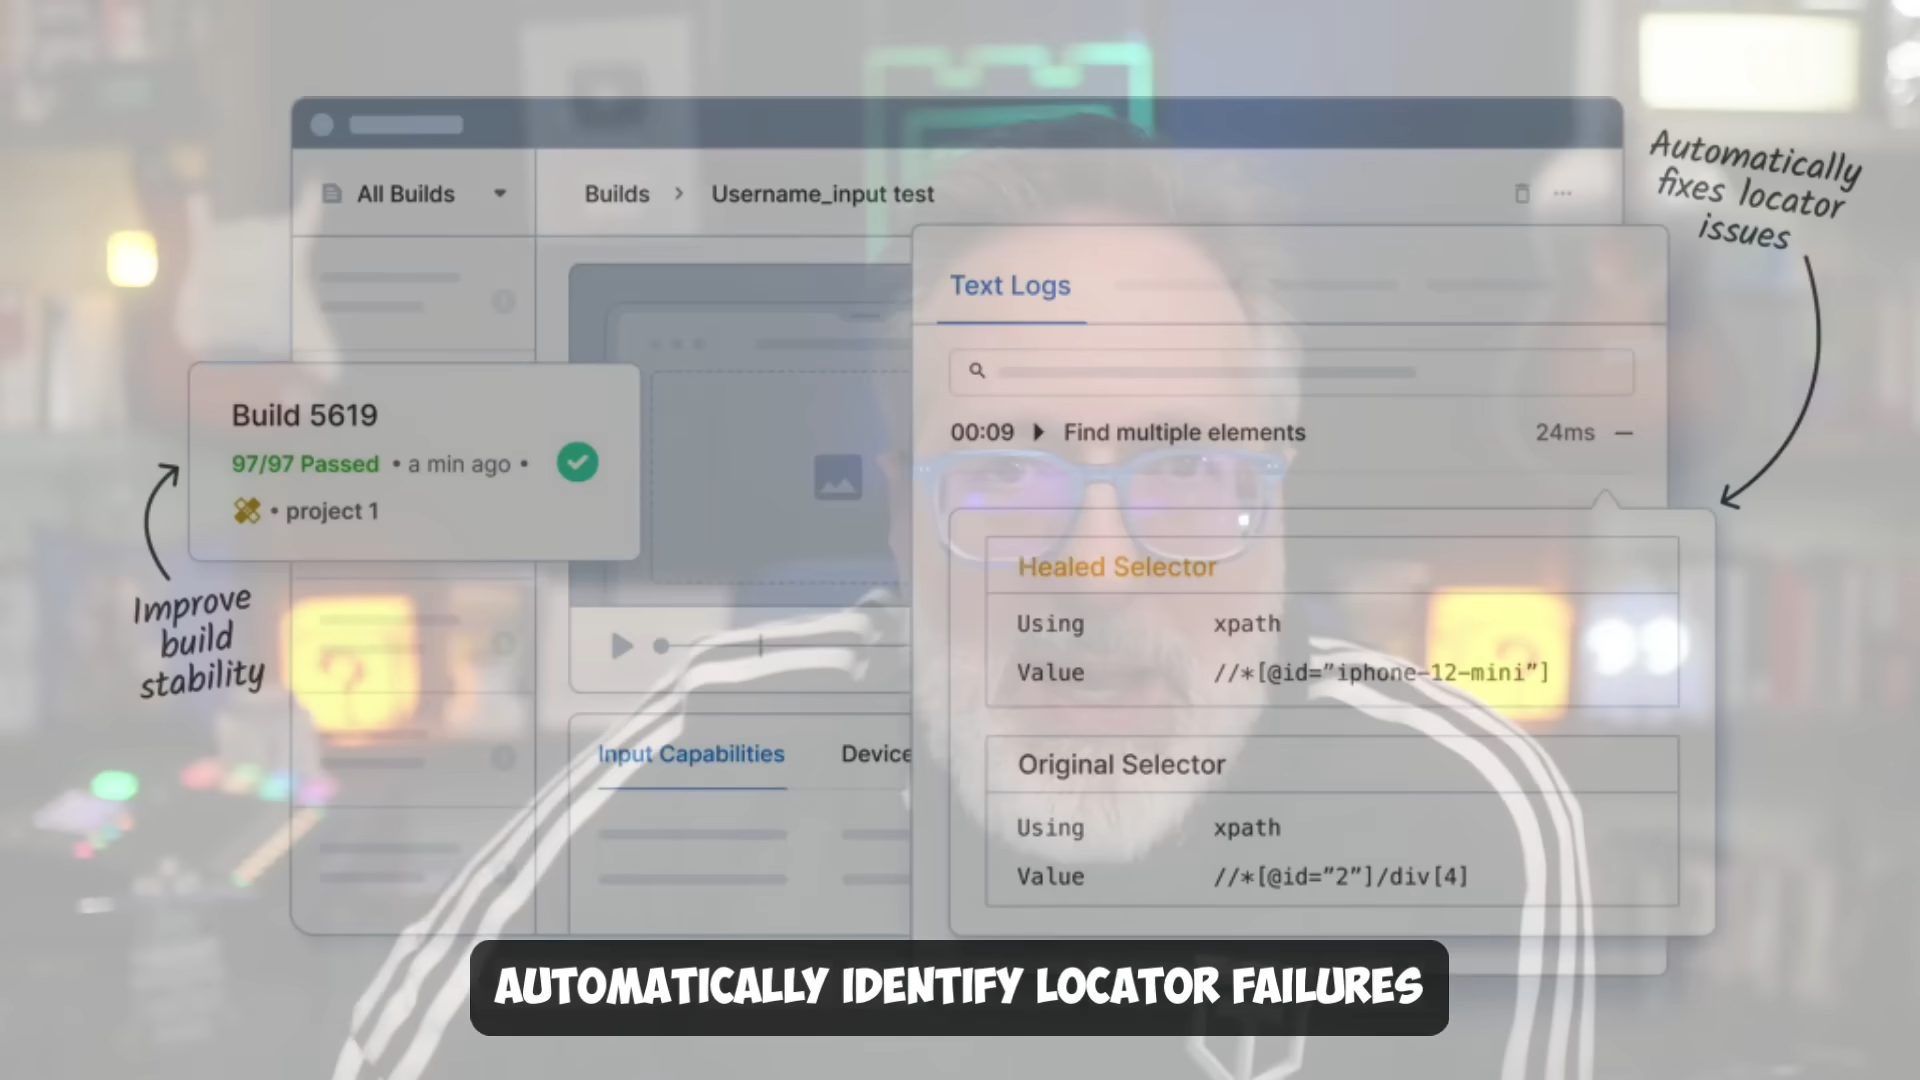 All Builds
Builds > Username_input test
Automatically
fixes locator
issues
Text Logs
Build 5619
97/97 Passed • a min ago •
• project 1
00:09 Find multiple elements 24ms
Improve
build
stability
Healed Selector
Using xpath
Value //*[@id=”iphone-12-mini”]
Input Capabilities Device
Original Selector
Using xpath
Value //*[@id=”2”]/div[4]
AUTOMATICALLY IDENTIFY LOCATOR FAILURES